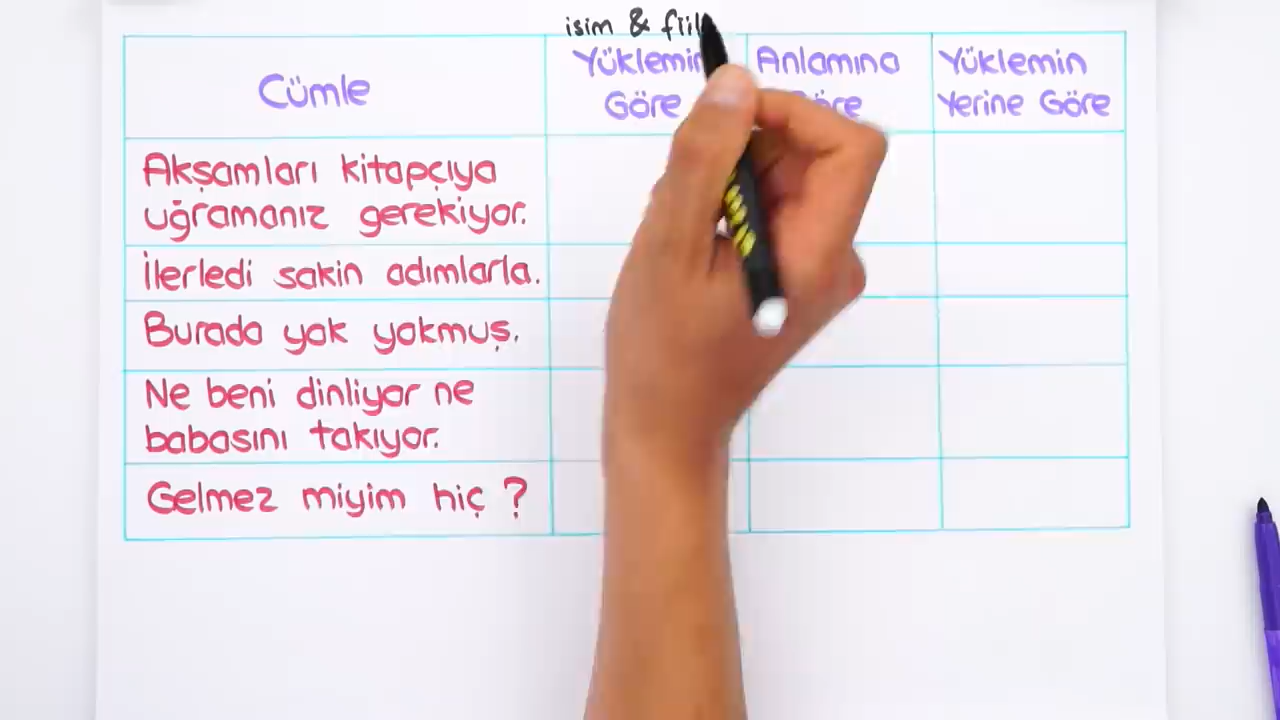 isim & fiil
Cümle
Yüklemin
Göre
Anlamına
Göre
Yüklemin
Yerine Göre
Akşamları kitapçıya
uğramanız gerekiyor.
İlerledi sakin adımlarla.
Burada yok yokmuş.
Ne beni dinliyor ne
babasını takıyor.
Gelmez miyim hiç ?